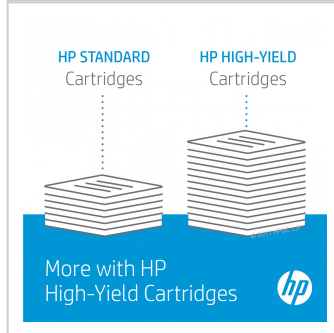 HP STANDARD
Cartridges
HP HIGH-YIELD
Cartridges
More with HP
High-Yield Cartridges
hp